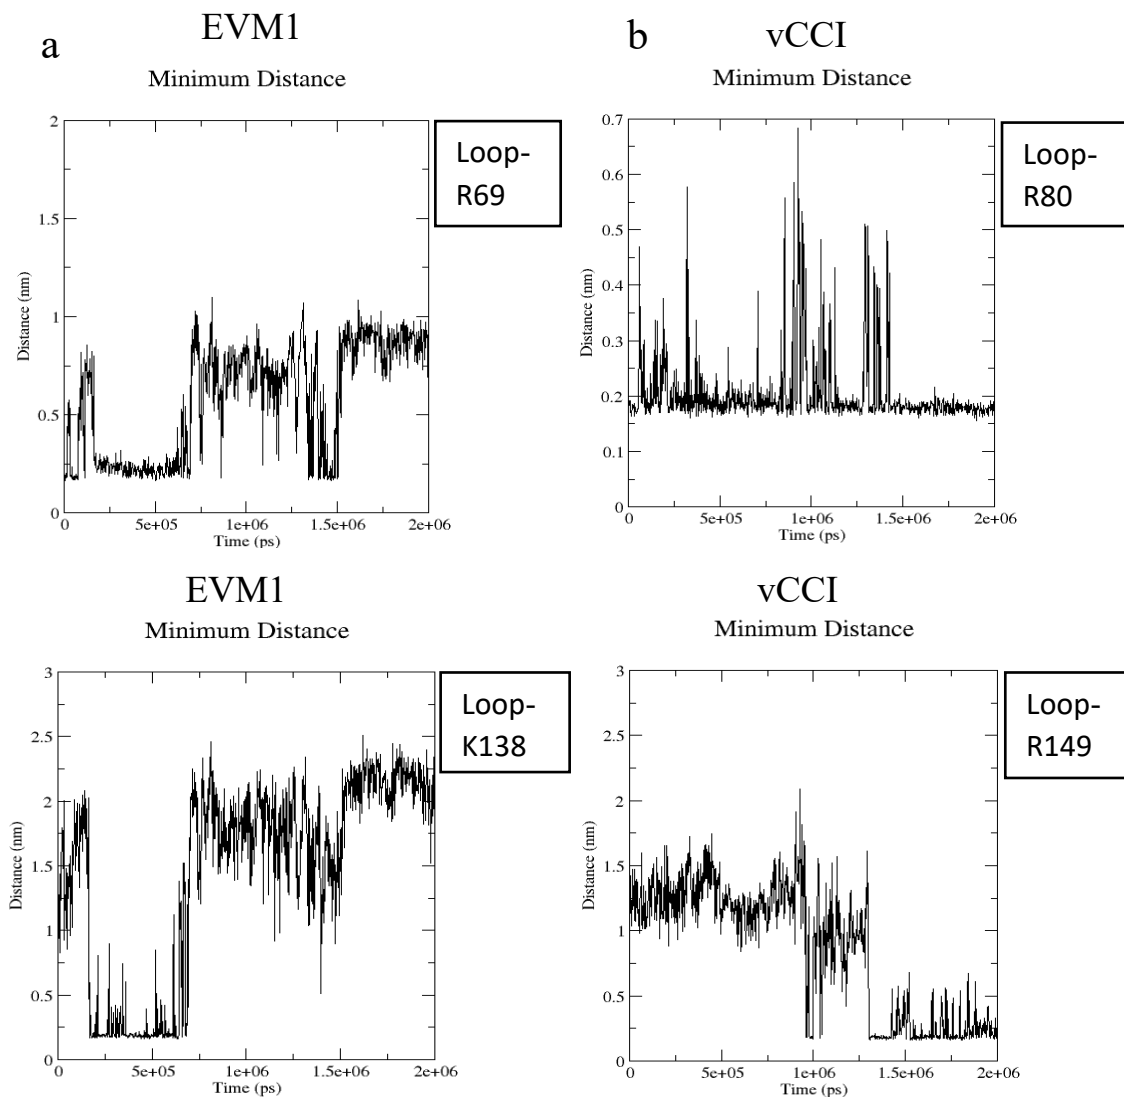 a
EVM1
Minimum Distance
2
1.5
1
0.5
0
Distance (nm)
0
5e+05
1e+06
1.5e+06
2e+06
Time (ps)
Loop-
R69
b
vCCI
Minimum Distance
0.7
0.6
0.5
0.4
0.3
0.2
0.1
0
Distance (nm)
0
5e+05
1e+06
1.5e+06
2e+06
Time (ps)
Loop-
R80
EVM1
Minimum Distance
3
2.5
2
1.5
1
0.5
0
Distance (nm)
0
5e+05
1e+06
1.5e+06
2e+06
Time (ps)
Loop-
K138
vCCI
Minimum Distance
3
2.5
2
1.5
1
0.5
0
Distance (nm)
0
5e+05
1e+06
1.5e+06
2e+06
Time (ps)
Loop-
R149